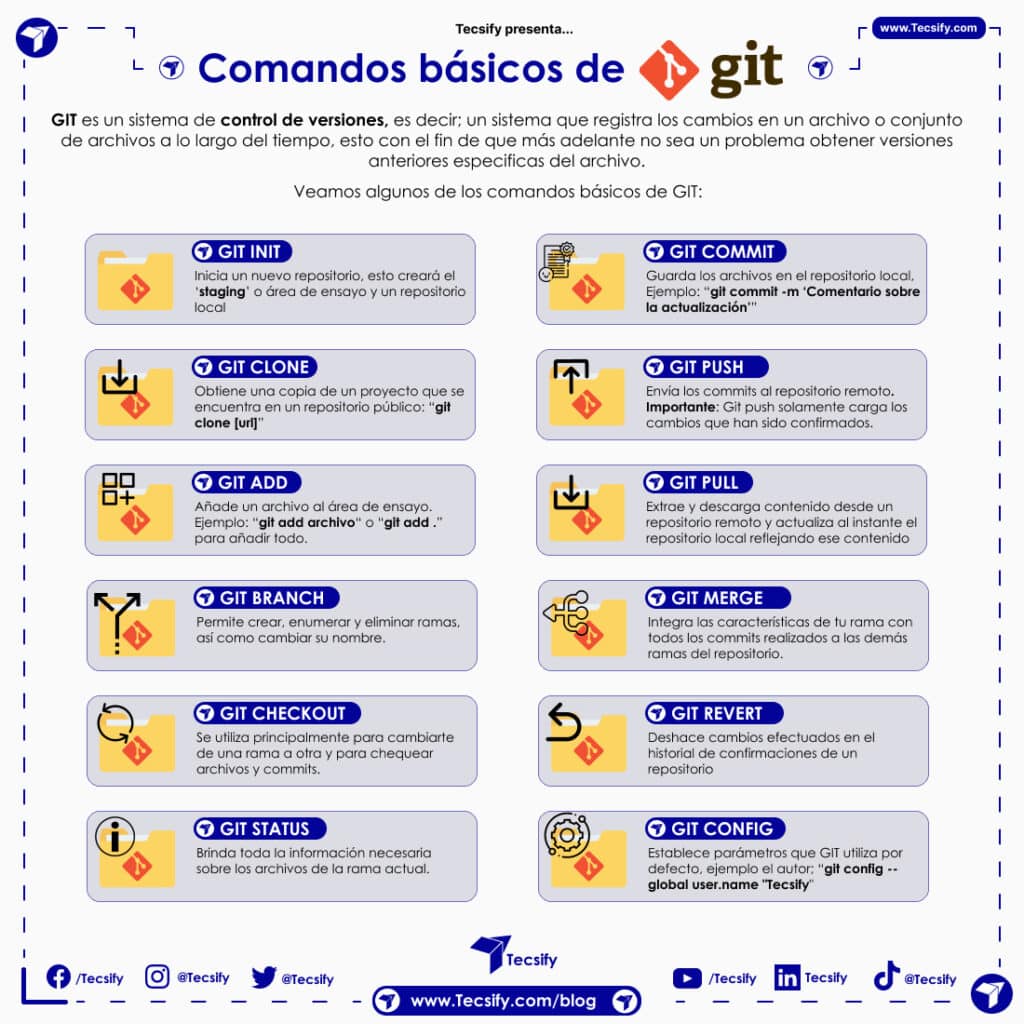 Tecsify presenta...
www.Tecsify.com
Comandos básicos de git
GIT es un sistema de control de versiones, es decir; un sistema que registra los cambios en un archivo o conjunto
de archivos a lo largo del tiempo, esto con el fin de que más adelante no sea un problema obtener versiones
anteriores especificas del archivo.
Veamos algunos de los comandos básicos de GIT:
GIT INIT
Inicia un nuevo repositorio, esto creará el
‘staging’ o área de ensayo y un repositorio
local
GIT COMMIT
Guarda los archivos en el repositorio local,
Ejemplo: “git commit -m ‘Comentario sobre
la actualización’”
GIT CLONE
Obtiene una copia de un proyecto que se
encuentra en un repositorio público: “git
clone [url]”
GIT PUSH
Envía los commits al repositorio remoto.
Importante: Git push solamente carga los
cambios que han sido confirmados.
GIT ADD
Añade un archivo al área de ensayo.
Ejemplo: “git add archivo“ o “git add .”
para añadir todo.
GIT PULL
Extrae y descarga contenido desde un
repositorio remoto y actualiza al instante el
repositorio local reflejando ese contenido
GIT BRANCH
Permite crear, enumerar y eliminar ramas,
así como cambiar su nombre.
GIT MERGE
Integra las características de tu rama con
todos los commits realizados a las demás
ramas del repositorio.
GIT CHECKOUT
Se utiliza principalmente para cambiarte
de una rama a otra y para chequear
archivos y commits.
GIT REVERT
Deshace cambios efectuados en el
historial de confirmaciones de un
repositorio
GIT STATUS
Brinda toda la información necesaria
sobre los archivos de la rama actual.
GIT CONFIG
Establece parámetros que GIT utiliza por
defecto, ejemplo el autor; “git config --
global user.name "Tecsify"
Tecsify
/Tecsify
@Tecsify
@Tecsify
/Tecsify
Tecsify
@Tecsify
www.Tecsify.com/blog